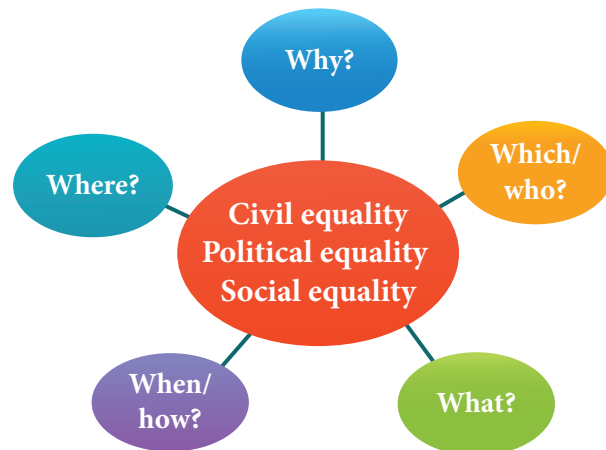 Why?
Where?
Which/
who?
Civil equality
Political equality
Social equality
When/
how?
What?